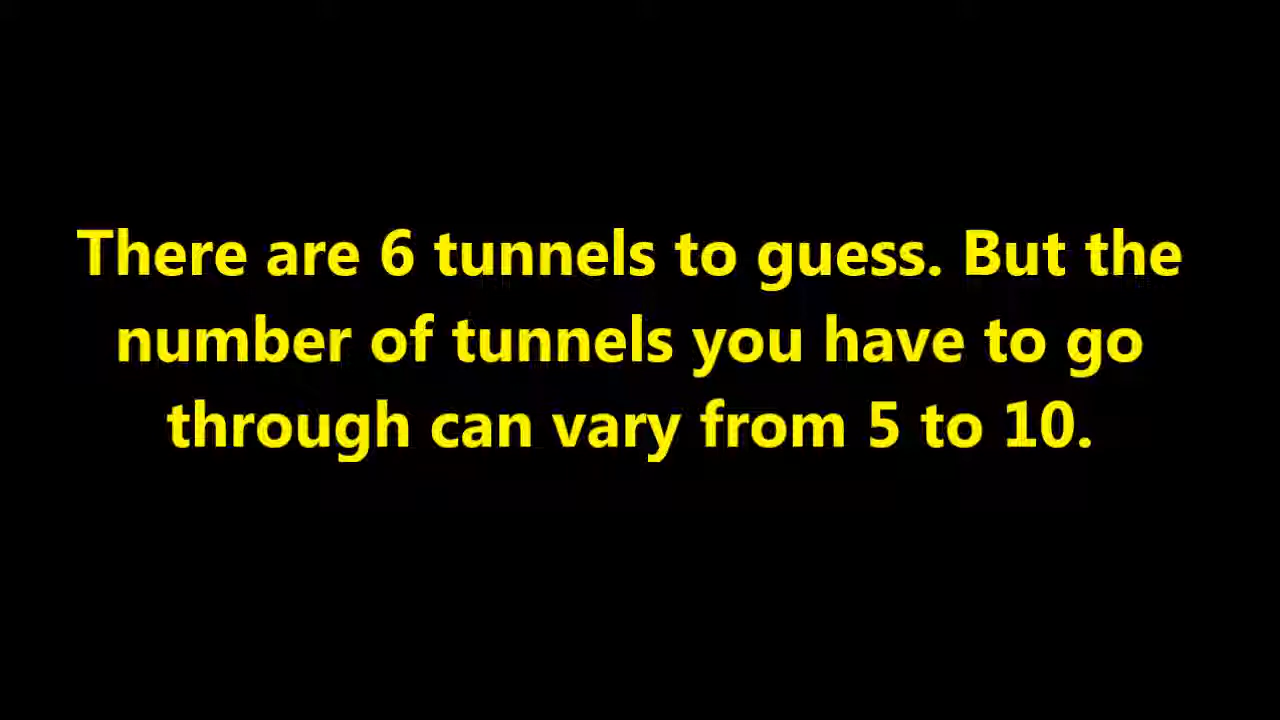 There are 6 tunnels to guess. But the
number of tunnels you have to go
through can vary from 5 to 10.